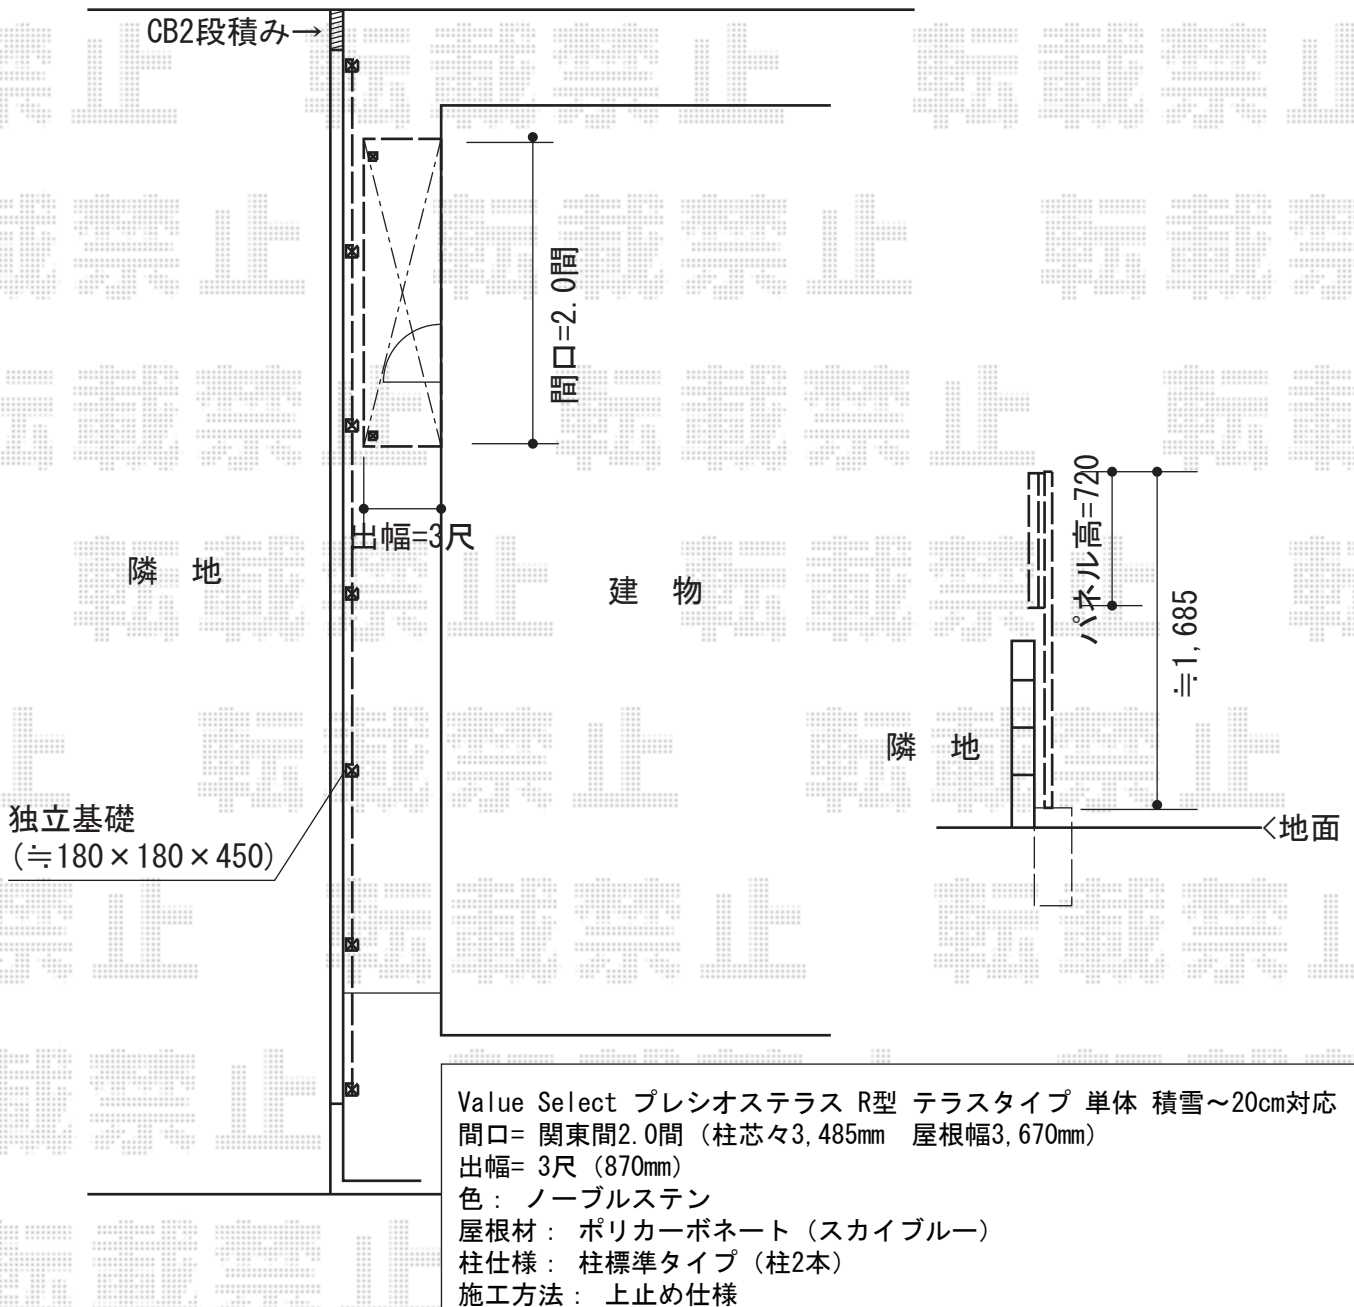 CB2段積み→
間口=2.0間
出幅=3尺
隣 地
建 物
パネル高=720
≒1,685
隣 地
<地面
独立基礎
(≒180×180×450)
Value Select プレシオステラス R型 テラスタイプ 単体 積雪～20cm対応
間口= 関東間2.0間（柱芯々3,485mm 屋根幅3,670mm）
出幅= 3尺（870mm）
色： ノーブルステン
屋根材： ポリカーボネート（スカイブルー）
柱仕様： 柱標準タイプ（柱2本）
施工方法： 上止め仕様
転載禁止